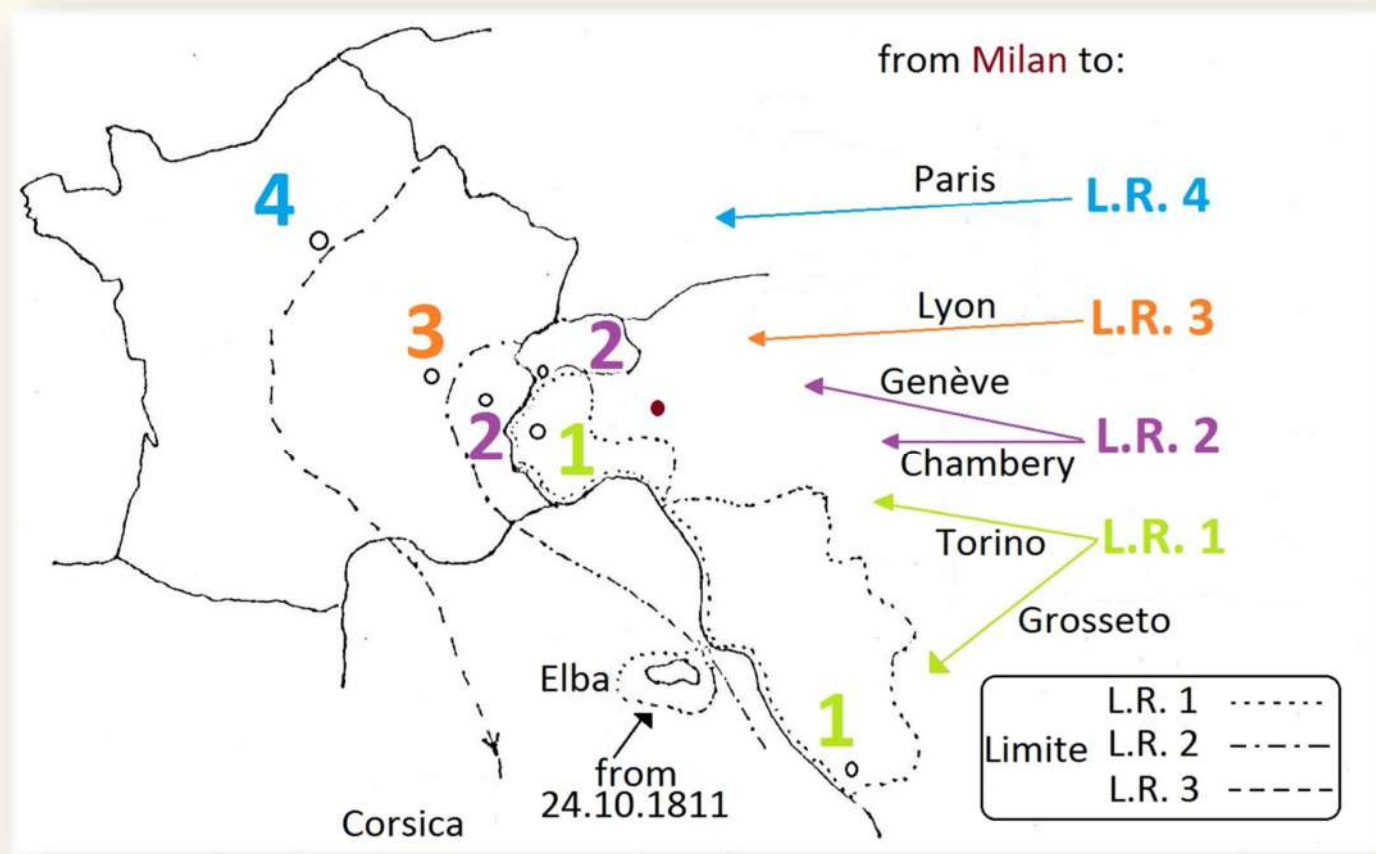 from Milan to:
Paris
L.R. 4
4
Lyon
L.R. 3
3
2
Genève
L.R. 2
2
Chambery
1
Torino
L.R. 1
Grosseto
Elba
1
from
24.10.1811
Corsica
Limite
L.R. 1
L.R. 2
L.R. 3